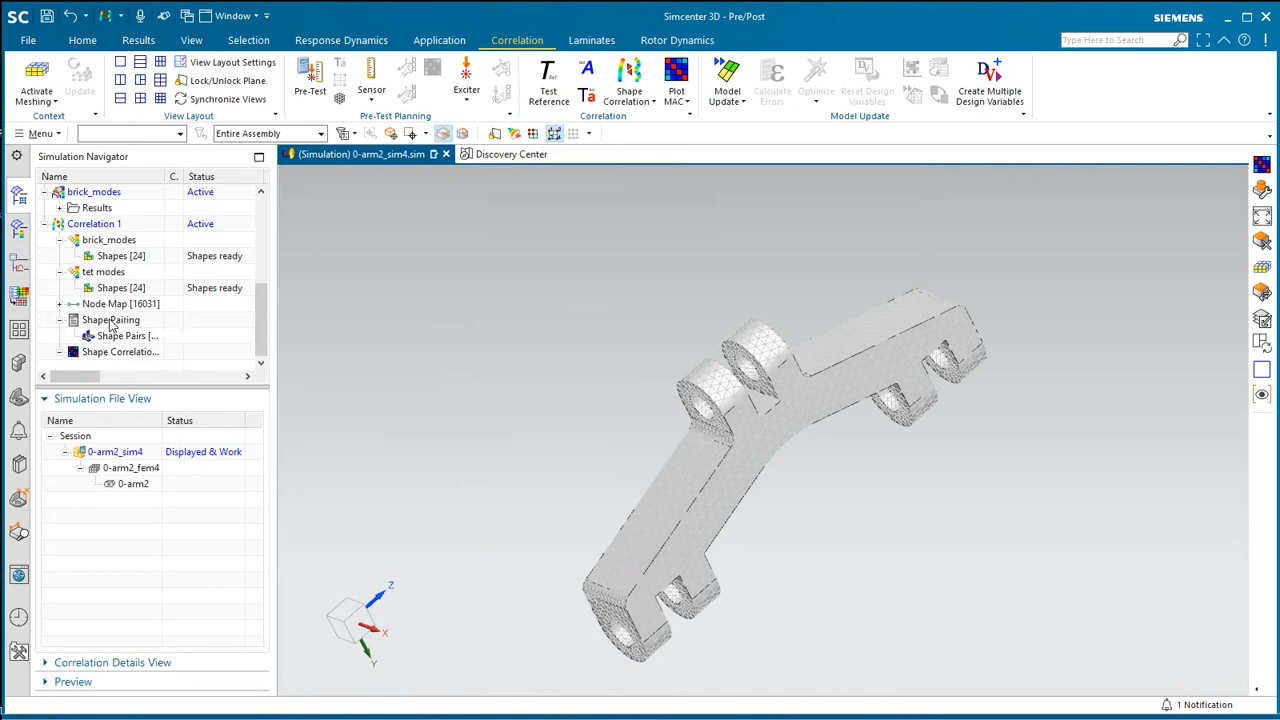 SC
Window
Simcenter 3D - Pre/Post
SIEMENS
File
Home
Results
View
Selection
Response Dynamics
Application
Correlation
Laminates
Rotor Dynamics
Type Here to Search
Activate Meshing
Update
Context
View Layout Settings
Lock/Unlock Plane
Synchronize Views
View Layout
Pre-Test
Sensor
Exciter
Pre-Test Planning
Test Reference
Shape Correlation
Plot MAC
Correlation
Model Update
Calculate Errors
Optimize
Reset Design Variables
Create Multiple Design Variables
Model Update
Menu
Entire Assembly
Simulation Navigator
(Simulation) 0-arm2_sim4.sim
Discovery Center
Name C. Status
brick_modes Active
Results
Correlation 1 Active
brick_modes
Shapes [24] Shapes ready
tet modes
Shapes [24] Shapes ready
Node Map [16031]
Shape Pairing
Shape Pairs [...
Shape Correlatio...
Simulation File View
Name Status
Session
0-arm2_sim4 Displayed & Work
0-arm2_fem4
0-arm2
Correlation Details View
Preview
Z
X
Y
1 Notification